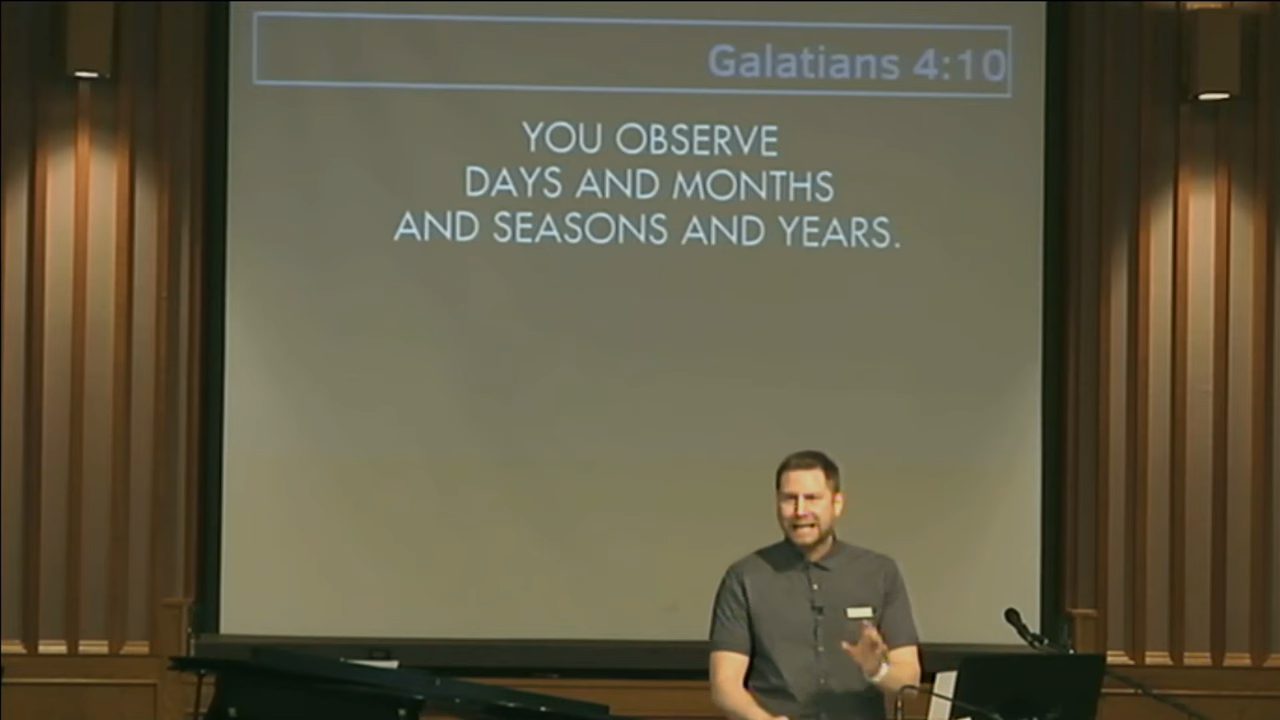 Galatians 4:10
YOU OBSERVE
DAYS AND MONTHS
AND SEASONS AND YEARS.